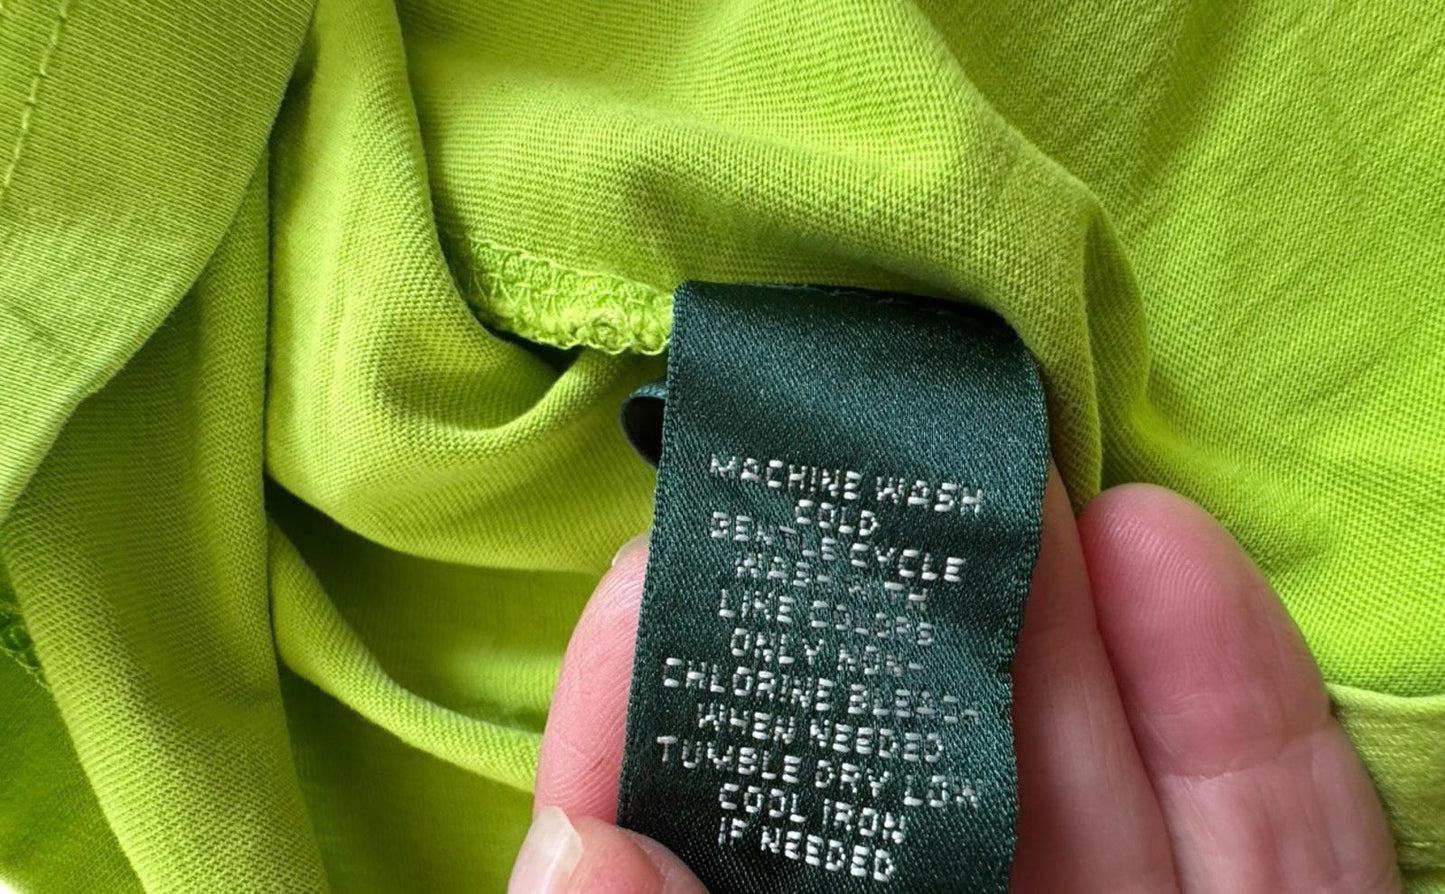 MACHINE WASH
COLD
GENTLE CYCLE
WASH WITH
LIKE COLORS
ONLY NON-
CHLORINE BLEACH
WHEN NEEDED
TUMBLE DRY LOW
COOL IRON
IF NEEDED